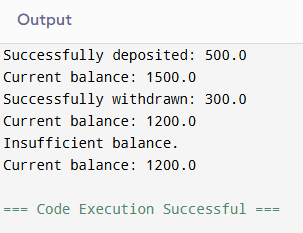 Output
Successfully deposited: 500.0
Current balance: 1500.0
Successfully withdrawn: 300.0
Current balance: 1200.0
Insufficient balance.
Current balance: 1200.0
=== Code Execution Successful ===